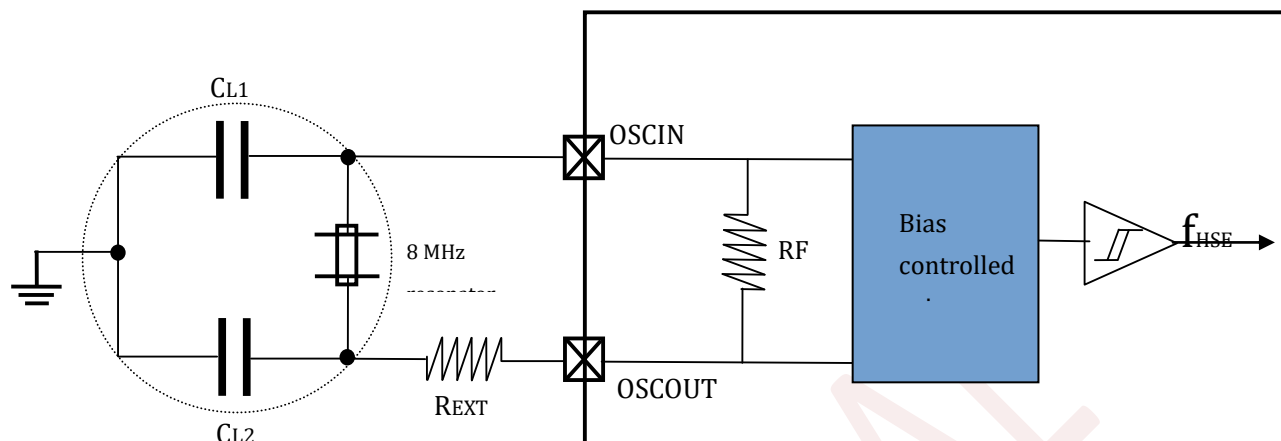 CL1
OSCIN
8 MHz
RF
Bias
controlled
fHSE
OSCOUT
REXT
CL2